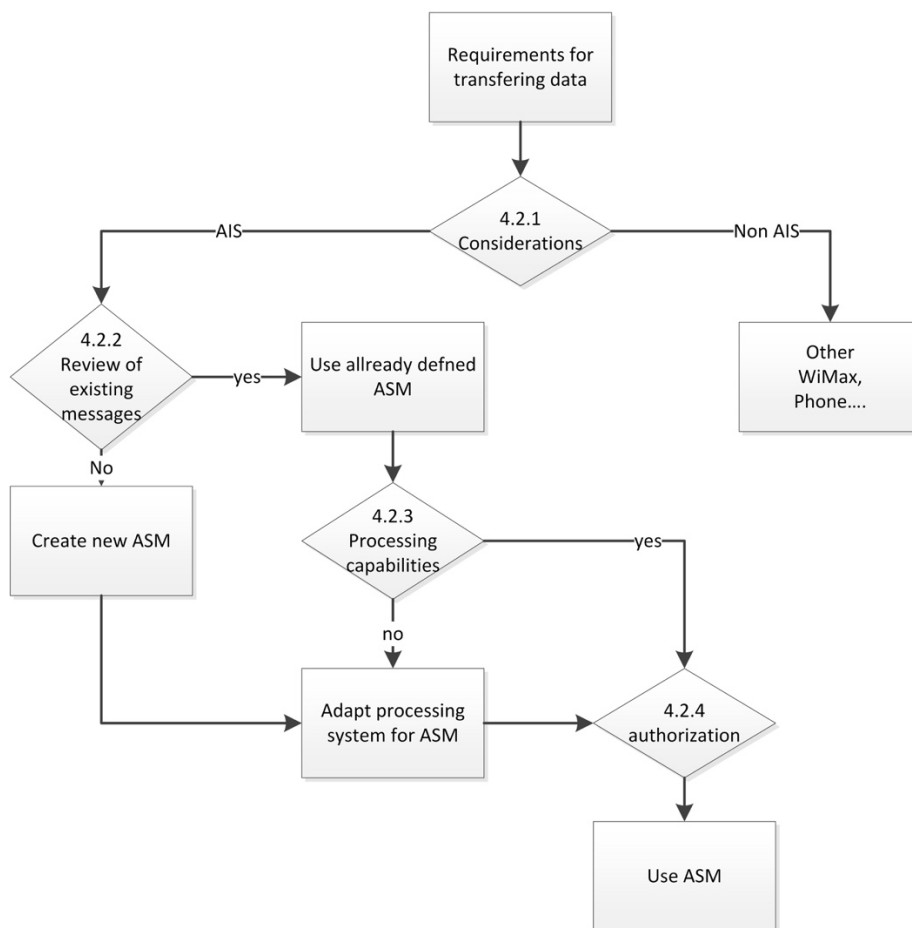 Requirements for
transfering data
4.2.1
Considerations
AIS
Non AIS
4.2.2
Review of
existing
messages
yes
Use allready defned
ASM
Other
WiMax,
Phone....
No
Create new ASM
4.2.3
Processing
capabilities
yes
no
Adapt processing
system for ASM
4.2.4
authorization
Use ASM